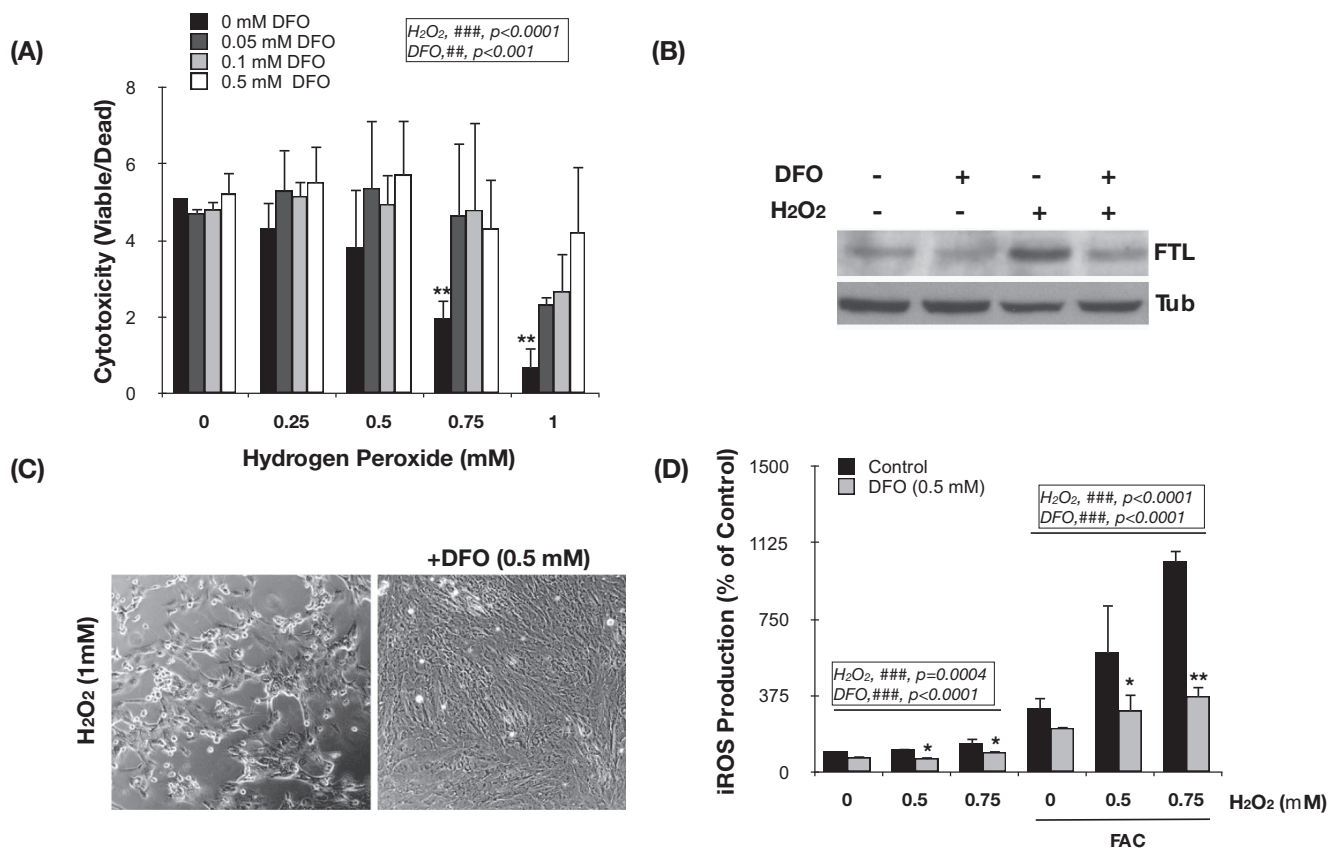 (A)
0 mM DFO
0.05 mM DFO
0.1 mM DFO
0.5 mM DFO
H2O2, ###, p<0.0001
DFO,##, p<0.001
Cytotoxicity (Viable/Dead)
8
6
4
2
0
**
**
0 0.25 0.5 0.75 1
Hydrogen Peroxide (mM)
(B)
DFO - + - +
H2O2 - - + +
FTL
Tub
(C)
+DFO (0.5 mM)
H2O2 (1mM)
(D)
Control
DFO (0.5 mM)
iROS Production (% of Control)
1500
1125
750
375
0
H2O2, ###, p=0.0004
DFO,###, p<0.0001
H2O2, ###, p<0.0001
DFO,###, p<0.0001
* * * **
0 0.5 0.75 0 0.5 0.75 H2O2 (mM)
FAC